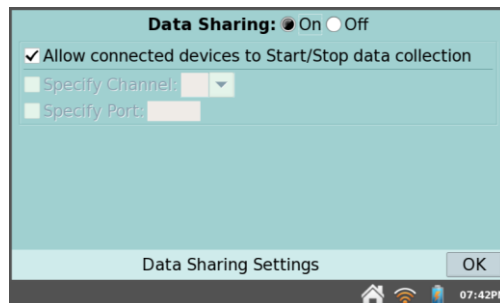 Data Sharing: On Off
Allow connected devices to Start/Stop data collection
Specify Channel:
Specify Port:
Data Sharing Settings OK
07:42P